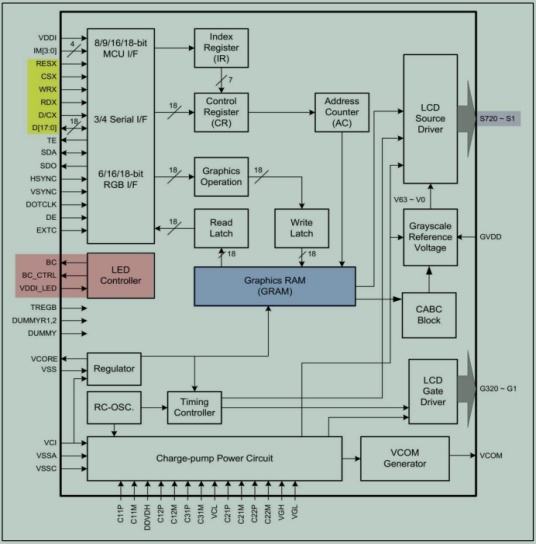 VDDI
IM[3:0]
4
RESX
CSX
WRX
RDX
D/CX
D[17:0]
18
TE
SDA
SDO
HSYNC
VSYNC
DOTCLK
DE
EXTC
8/9/16/18-bit
MCU I/F
3/4 Serial I/F
6/16/18-bit
RGB I/F
Index
Register
(IR)
7
18
Control
Register
(CR)
Address
Counter
(AC)
18
Graphics
Operation
18
18
Read
Latch
18
Write
Latch
18
Graphics RAM
(GRAM)
LCD
Source
Driver
S720 ~ S1
V63 ~ V0
Grayscale
Reference
Voltage
GVDD
CABC
Block
BC
BC_CTRL
VDDI_LED
LED
Controller
TREGB
DUMMYR1,2
DUMMY
VCORE
VSS
Regulator
RC-OSC.
Timing
Controller
LCD
Gate
Driver
G320 ~ G1
VCI
VSSA
VSSC
Charge-pump Power Circuit
VCOM
Generator
VCOM
C11P
C11M
DDVDH
C12P
C12M
C31P
C31M
VCL
C21P
C21M
C22P
C22M
VGH
VGL